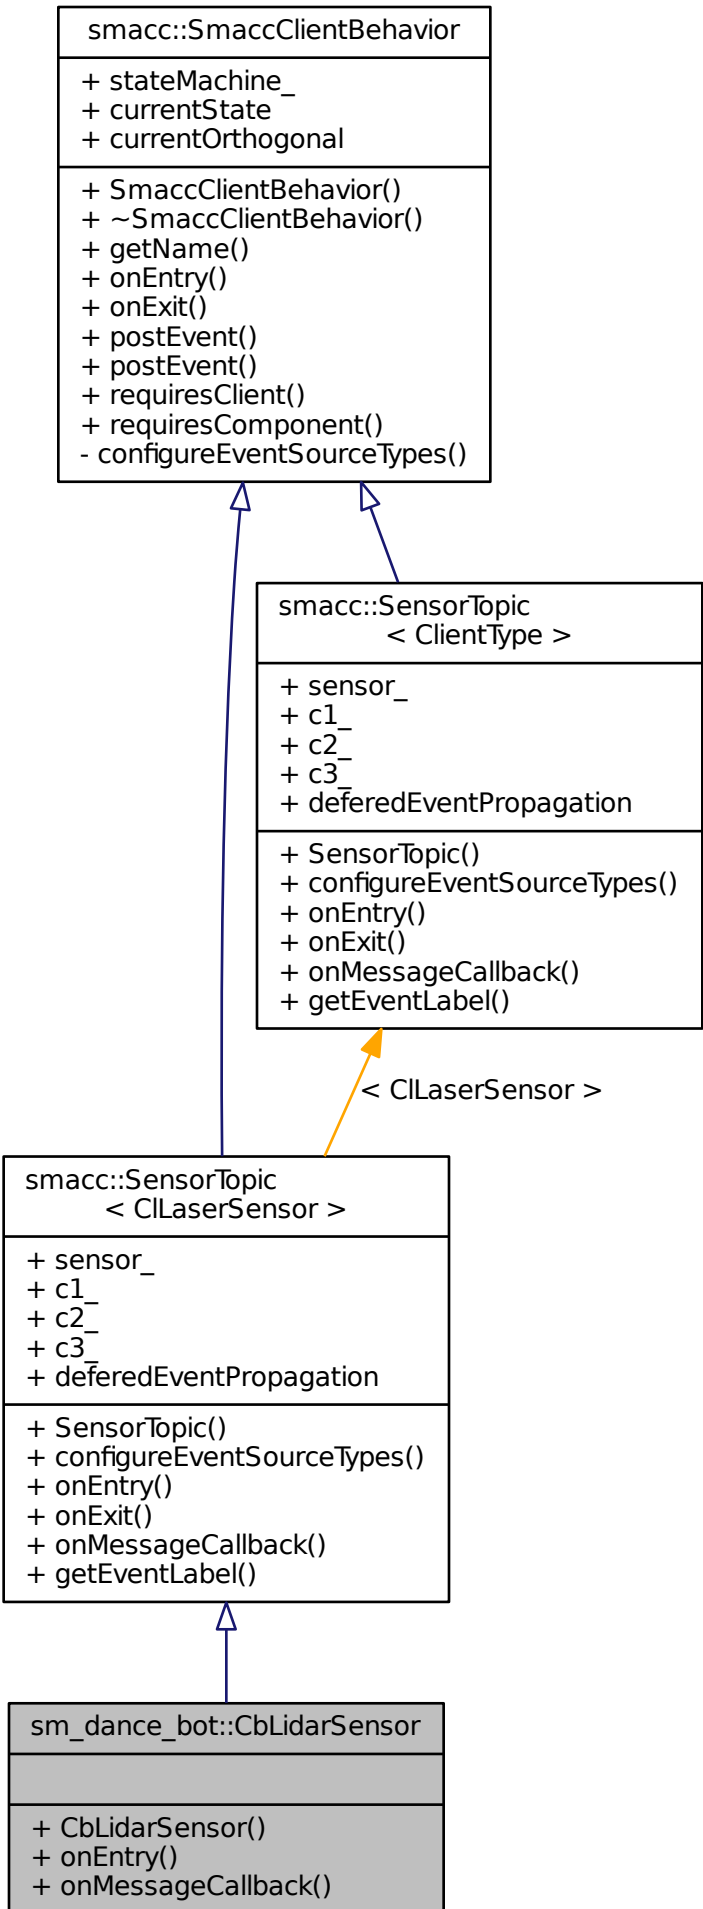 smacc::SmaccClientBehavior
+ stateMachine_
+ currentState
+ currentOrthogonal
+ SmaccClientBehavior()
+ ~SmaccClientBehavior()
+ getName()
+ onEntry()
+ onExit()
+ postEvent()
+ postEvent()
+ requiresClient()
+ requiresComponent()
- configureEventSourceTypes()
smacc::SensorTopic
< ClientType >
+ sensor_
+ c1_
+ c2_
+ c3_
+ deferedEventPropagation
+ SensorTopic()
+ configureEventSourceTypes()
+ onEntry()
+ onExit()
+ onMessageCallback()
+ getEventLabel()
< ClLaserSensor >
smacc::SensorTopic
< ClLaserSensor >
+ sensor_
+ c1_
+ c2_
+ c3_
+ deferedEventPropagation
+ SensorTopic()
+ configureEventSourceTypes()
+ onEntry()
+ onExit()
+ onMessageCallback()
+ getEventLabel()
sm_dance_bot::CbLidarSensor
+ CbLidarSensor()
+ onEntry()
+ onMessageCallback()